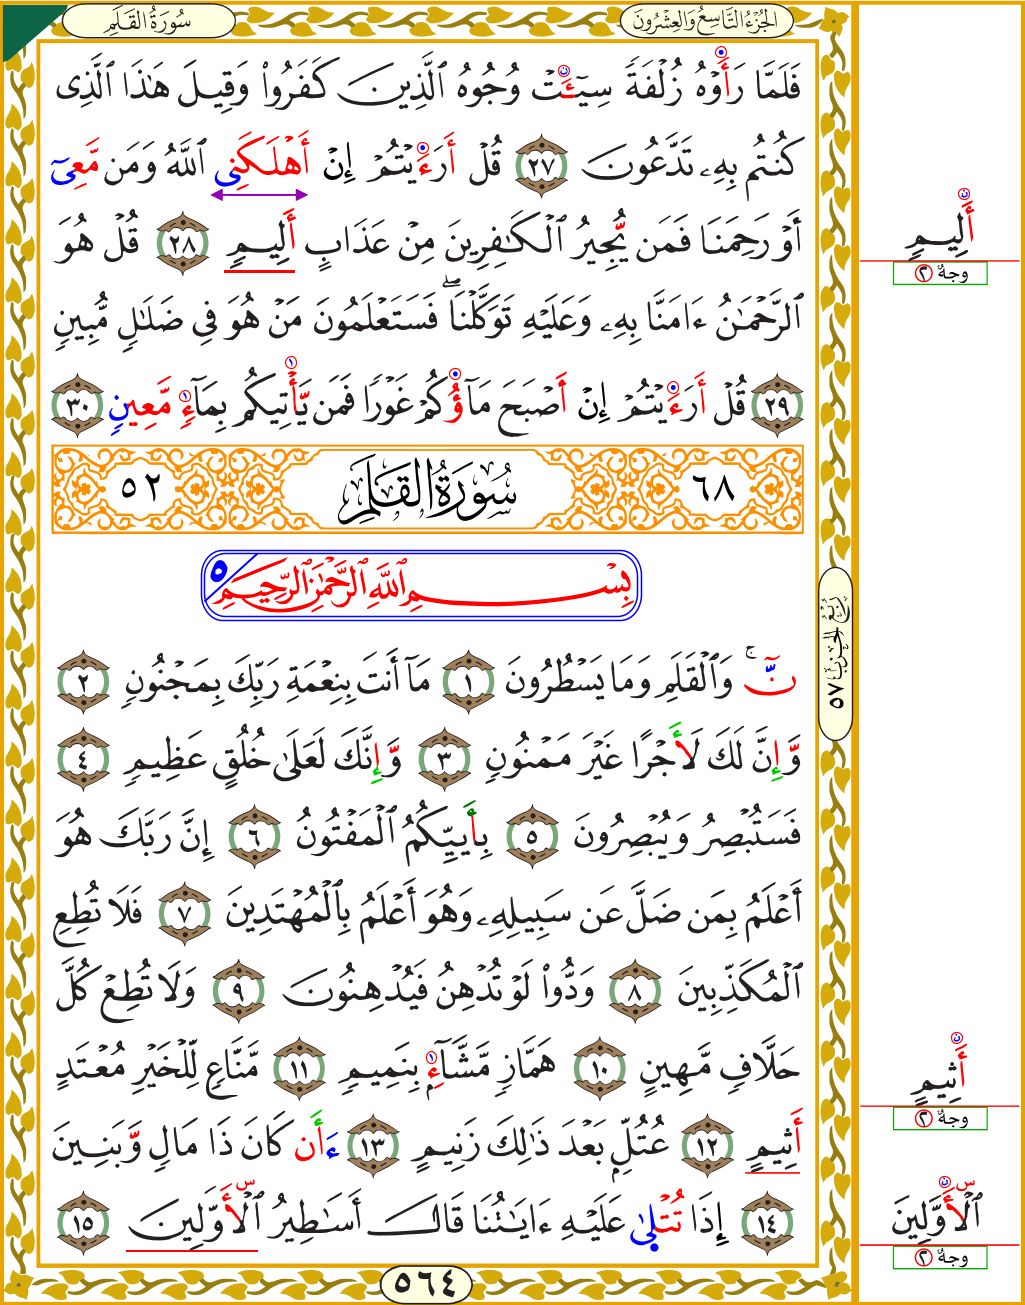 سُورَةُ القَلَمِ
الجُزْءُ التَّاسِعُ وَالعِشْرُونَ
فَلَمَّا رَأَوْهُ زُلْفَةً سِيٓـَٔتْ وُجُوهُ ٱلَّذِينَ كَفَرُوا۟ وَقِيلَ هَٰذَا ٱلَّذِى
كُنتُم بِهِۦ تَدَّعُونَ ٢٧ قُلْ أَرَءَيْتُمْ إِنْ أَهْلَكَنِى ٱللَّهُ وَمَن مَّعِىَ
أَوْ رَحِمَنَا فَمَن يُجِيرُ ٱلْكَٰفِرِينَ مِنْ عَذَابٍ أَلِيمٍ ٢٨ قُلْ هُوَ
ٱلرَّحْمَٰنُ ءَامَنَّا بِهِۦ وَعَلَيْهِ تَوَكَّلْنَا ۖ فَسَتَعْلَمُونَ مَنْ هُوَ فِى ضَلَٰلٍ مُّبِينٍ
٢٩ قُلْ أَرَءَيْتُمْ إِنْ أَصْبَحَ مَآؤُكُمْ غَوْرًا فَمَن يَأْتِيكُم بِمَآءٍ مَّعِينٍ ٣٠
٦٨ سُورَةُ القَلَمِ ٥٢
بِسْمِ ٱللَّهِ ٱلرَّحْمَٰنِ ٱلرَّحِيمِ ٥
نٓ ۚ وَٱلْقَلَمِ وَمَا يَسْطُرُونَ ١ مَآ أَنتَ بِنِعْمَةِ رَبِّكَ بِمَجْنُونٍ ٢
وَإِنَّ لَكَ لَأَجْرًا غَيْرَ مَمْنُونٍ ٣ وَإِنَّكَ لَعَلَىٰ خُلُقٍ عَظِيمٍ ٤
فَسَتُبْصِرُ وَيُبْصِرُونَ ٥ بِأَييِّكُمُ ٱلْمَفْتُونُ ٦ إِنَّ رَبَّكَ هُوَ
أَعْلَمُ بِمَن ضَلَّ عَن سَبِيلِهِۦ وَهُوَ أَعْلَمُ بِٱلْمُهْتَدِينَ ٧ فَلَا تُطِعِ
ٱلْمُكَذِّبِينَ ٨ وَدُّوا۟ لَوْ تُدْهِنُ فَيُدْهِنُونَ ٩ وَلَا تُطِعْ كُلَّ
حَلَّافٍ مَّهِينٍ ١٠ هَمَّازٍ مَّشَّآءٍ بِنَمِيمٍ ١١ مَّنَّاعٍ لِّلْخَيْرِ مُعْتَدٍ
أَثِيمٍ ١٢ عُتُلٍّ بَعْدَ ذَٰلِكَ زَنِيمٍ ١٣ ءَأَن كَانَ ذَا مَالٍ وَبَنِينَ
١٤ إِذَا تُتْلَىٰ عَلَيْهِ ءَايَٰتُنَا قَالَ أَسَٰطِيرُ ٱلْأَوَّلِينَ ١٥
٥٦٤
رُبْعُ الحِزْبِ ٥٧
أَلِيمٍ
وجهٌ ٢
أَثِيمٍ
وجهٌ ٢
ٱلْأَوَّلِينَ
وجهٌ ٢